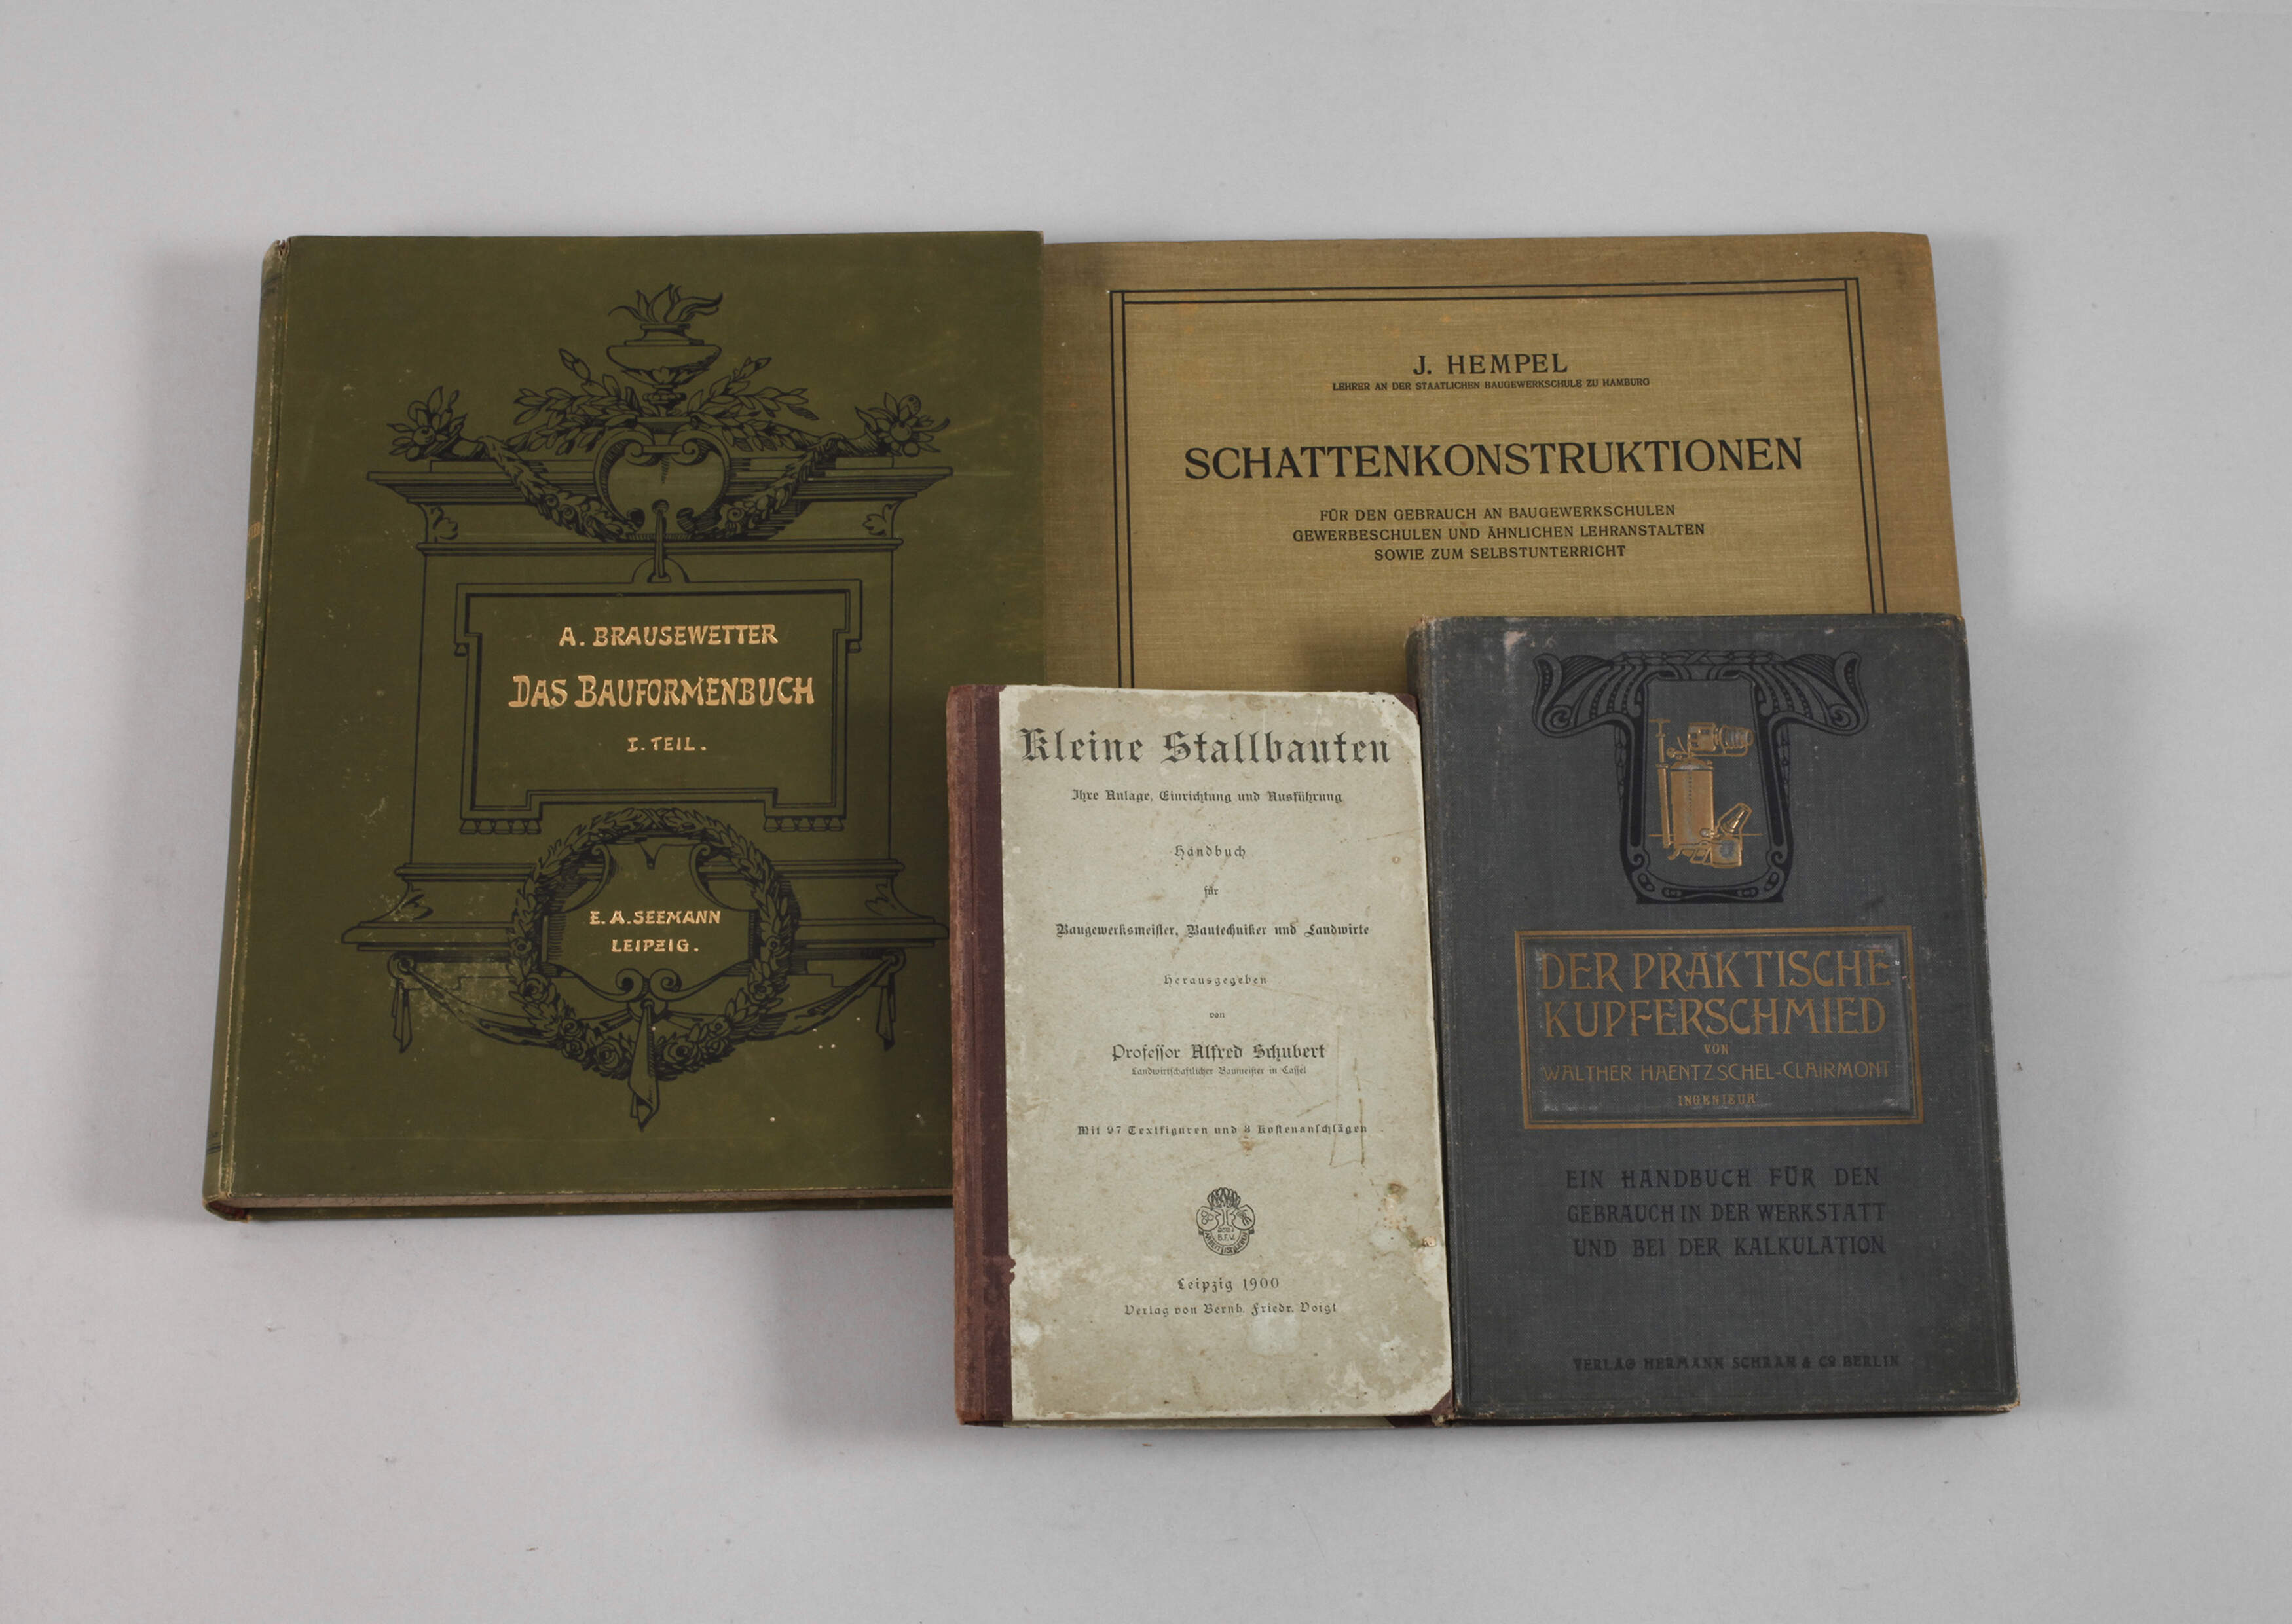 A. BRAUSEWETTER
DAS BAUFORMENBUCH
I. TEIL.
E. A. SEEMANN
LEIPZIG.
J. HEMPEL
LEHRER AN DER STAATLICHEN BAUGEWERKSCHULE ZU HAMBURG
SCHATTENKONSTRUKTIONEN
FÜR DEN GEBRAUCH AN BAUGEWERKSCHULEN
GEWERBESCHULEN UND ÄHNLICHEN LEHRANSTALTEN
SOWIE ZUM SELBSTUNTERRICHT
Kleine Stallbauten
Ihre Anlage, Einrichtung und Ausführung
Handbuch
für
Baugewerksmeister, Bautechniker und Landwirte
Herausgegeben
von
Professor Alfred Schubert
Landwirtschaftlicher Baumeister in Cassel
Mit 97 Textfiguren und 8 Kostenanschlägen
B.F.V.
Leipzig 1900
Verlag von Bernh. Friedr. Voigt
DER PRAKTISCHE
KUPFERSCHMIED
VON
WALTHER HAENTZSCHEL-CLAIRMONT
INGENIEUR
EIN HANDBUCH FÜR DEN
GEBRAUCH IN DER WERKSTATT
UND BEI DER KALKULATION
VERLAG HERMANN SCHRAN & CO BERLIN